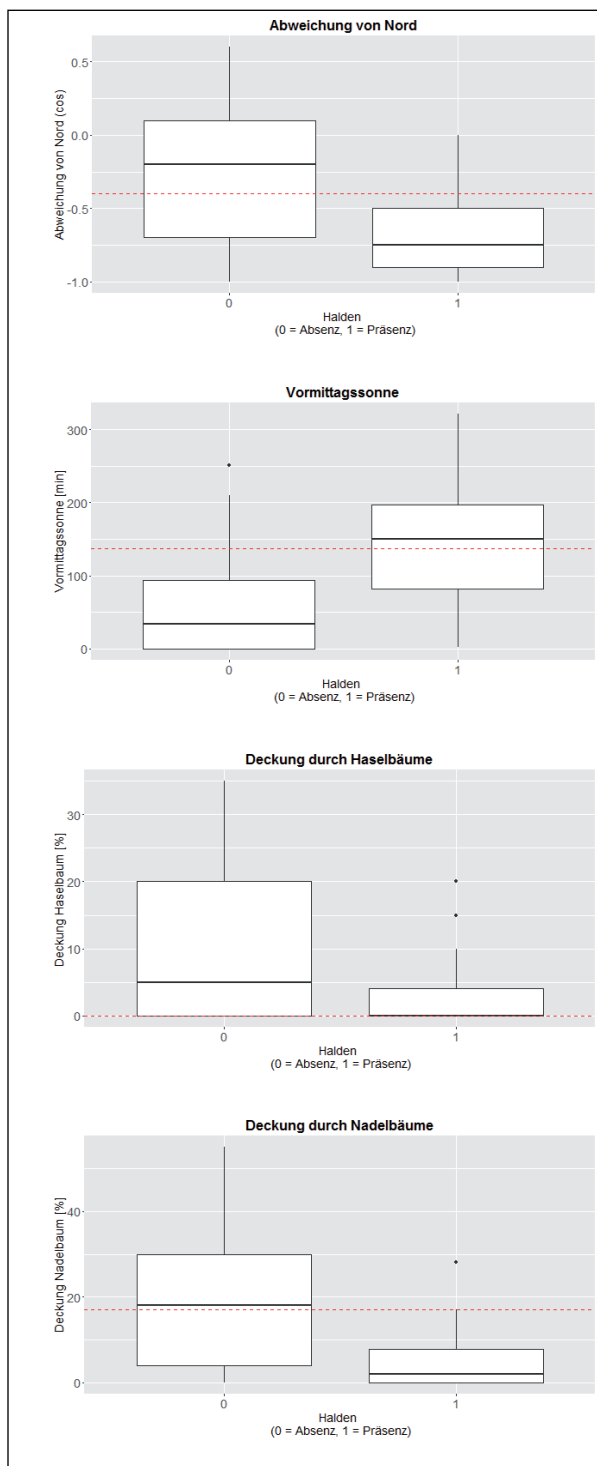 Abweichung von Nord
Abweichung von Nord (cos)
0.5
0.0
-0.5
-1.0
0
1
Halden
(0 = Absenz, 1 = Präsenz)
Vormittagssonne
Vormittagssonne [min]
300
200
100
0
0
1
Halden
(0 = Absenz, 1 = Präsenz)
Deckung durch Haselbäume
Deckung Haselbaum [%]
30
20
10
0
0
1
Halden
(0 = Absenz, 1 = Präsenz)
Deckung durch Nadelbäume
Deckung Nadelbaum [%]
40
20
0
0
1
Halden
(0 = Absenz, 1 = Präsenz)